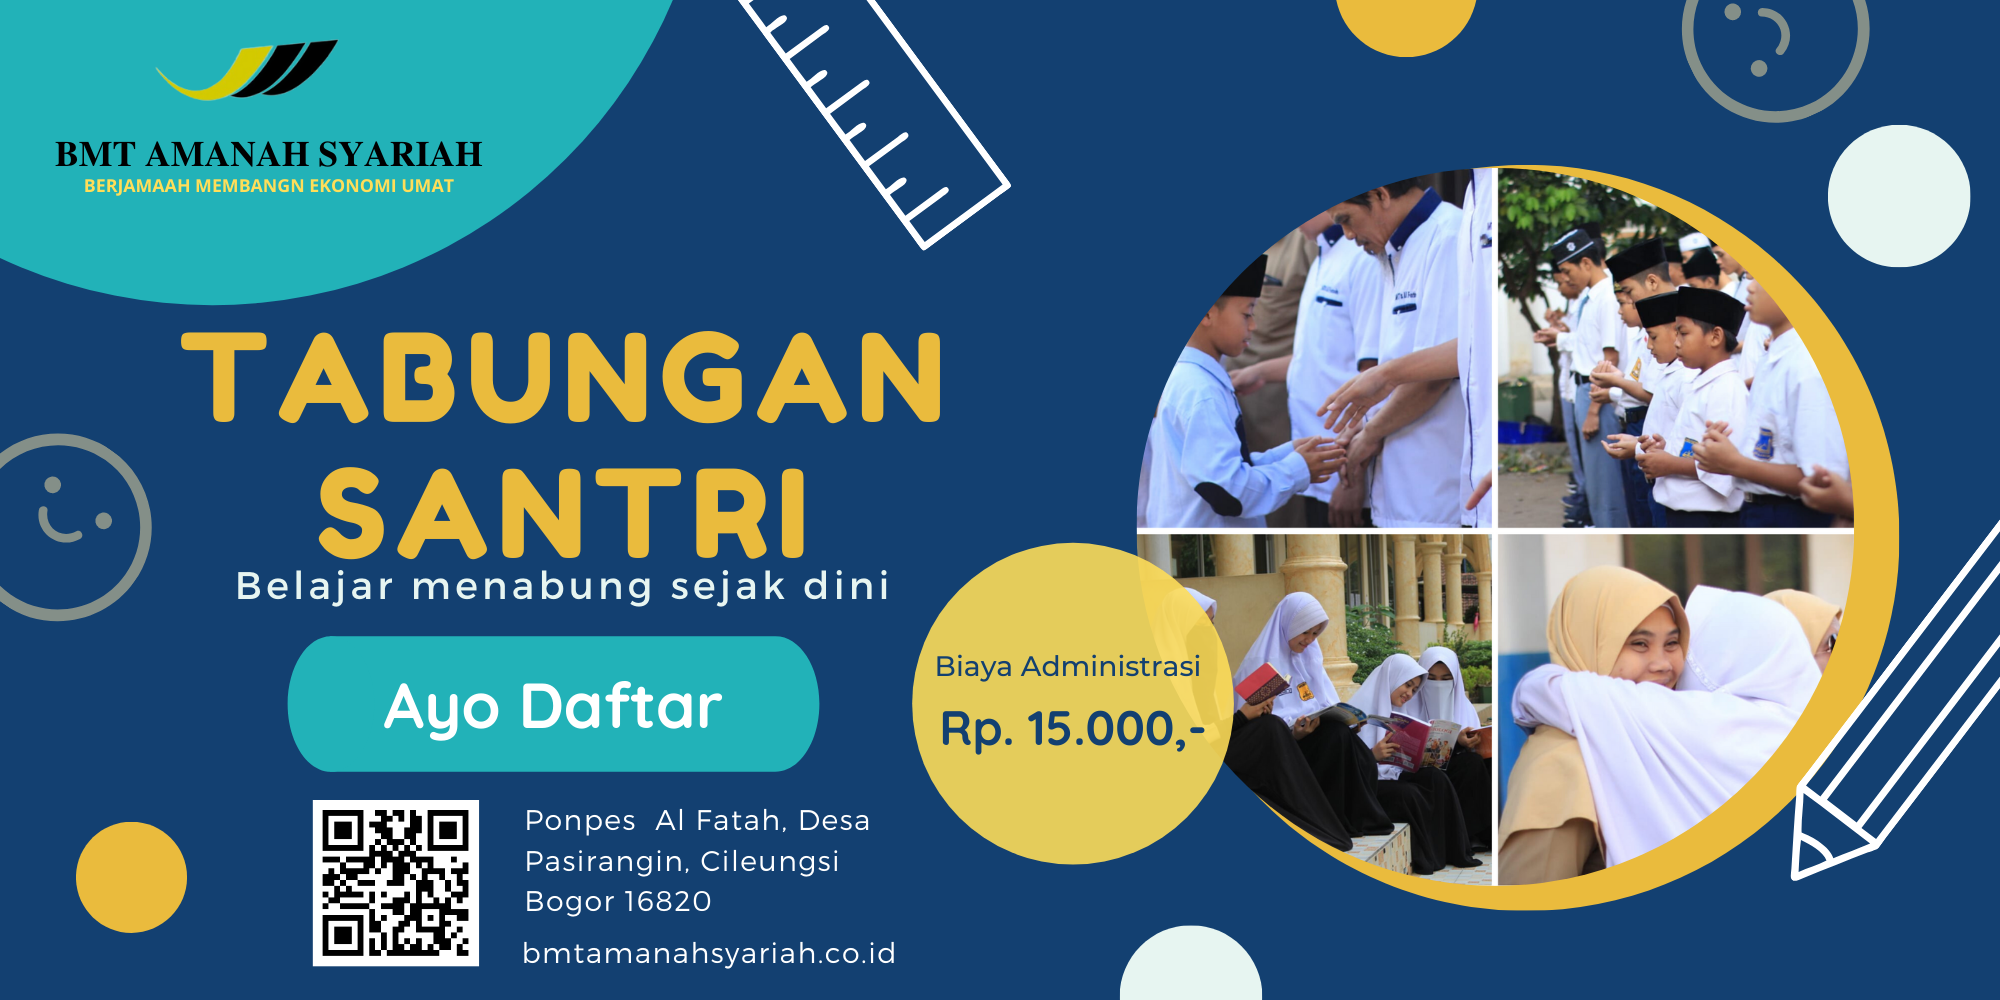 BMT AMANAH SYARIAH
BERJAMAAH MEMBANGN EKONOMI UMAT
TABUNGAN
SANTRI
Belajar menabung sejak dini
Ayo Daftar
Biaya Administrasi
Rp. 15.000,-
Ponpes Al Fatah, Desa
Pasirangin, Cileungsi
Bogor 16820
bmtamanahsyariah.co.id